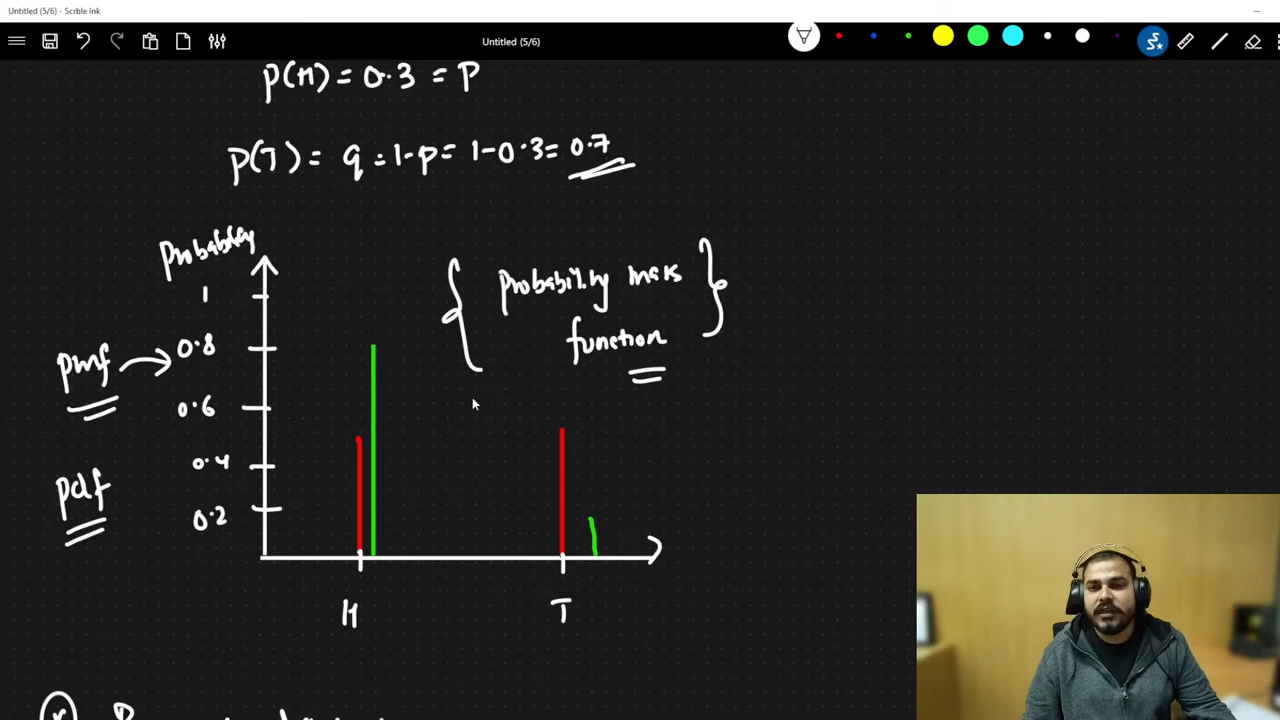 Untitled (5/6) - Scrble Ink
Untitled (5/6)
p(H) = 0.3 = P
p(T) = q = 1-p = 1-0.3 = 0.7
Probability
1
0.8
0.6
0.4
0.2
pmf
pdf
{ probability mass
function }
H
T